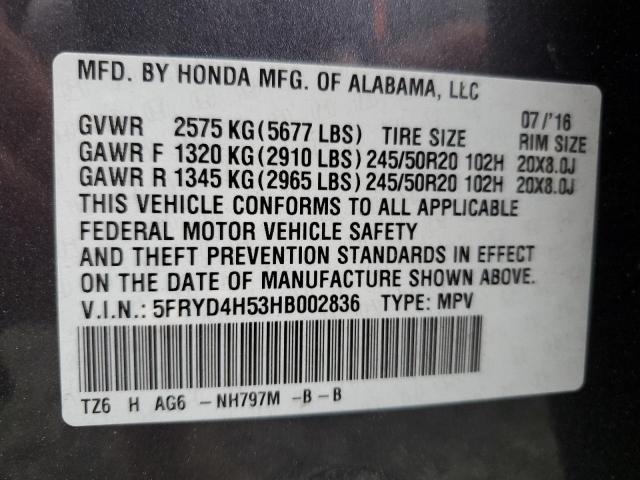 MFD. BY HONDA MFG. OF ALABAMA, LLC
07/'16
GVWR 2575 KG (5677 LBS) TIRE SIZE RIM SIZE
GAWR F 1320 KG (2910 LBS) 245/50R20 102H 20X8.0J
GAWR R 1345 KG (2965 LBS) 245/50R20 102H 20X8.0J
THIS VEHICLE CONFORMS TO ALL APPLICABLE
FEDERAL MOTOR VEHICLE SAFETY
AND THEFT PREVENTION STANDARDS IN EFFECT
ON THE DATE OF MANUFACTURE SHOWN ABOVE.
V.I.N.: 5FRYD4H53HB002836 TYPE: MPV
TZ6 H AG6 -NH797M -B-B